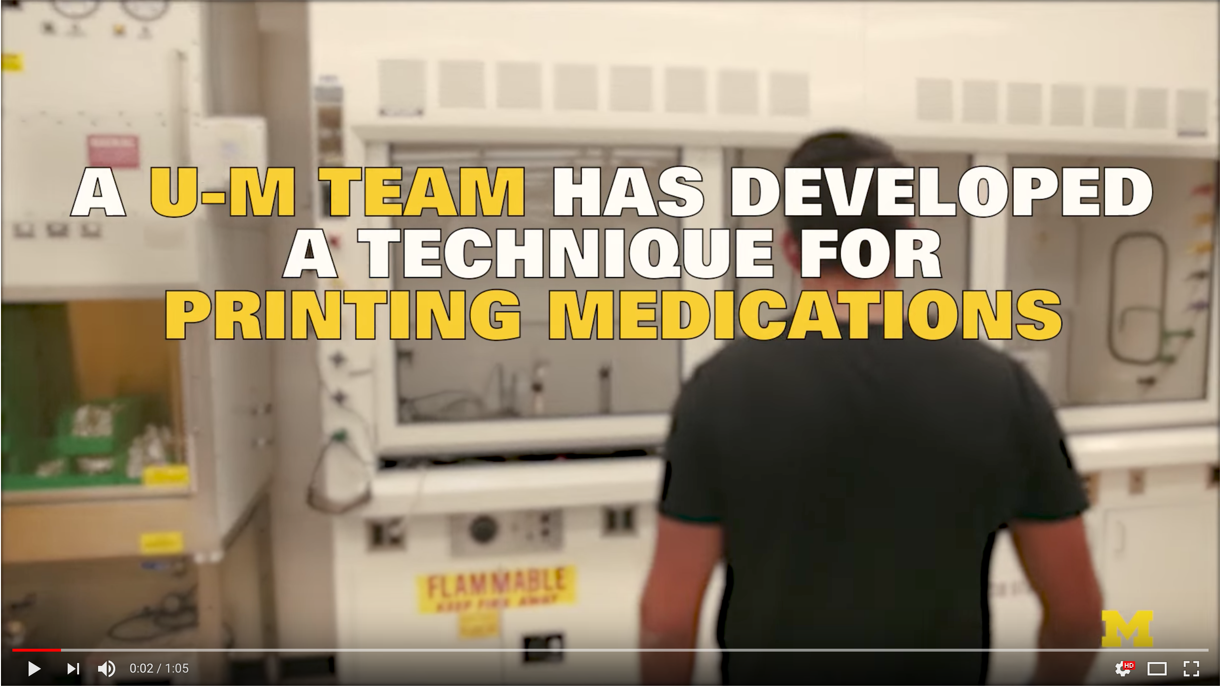 A U-M TEAM HAS DEVELOPED
A TECHNIQUE FOR
PRINTING MEDICATIONS
FLAMMABLE
KEEP FIRE AWAY
M
0:02 / 1:05
HD